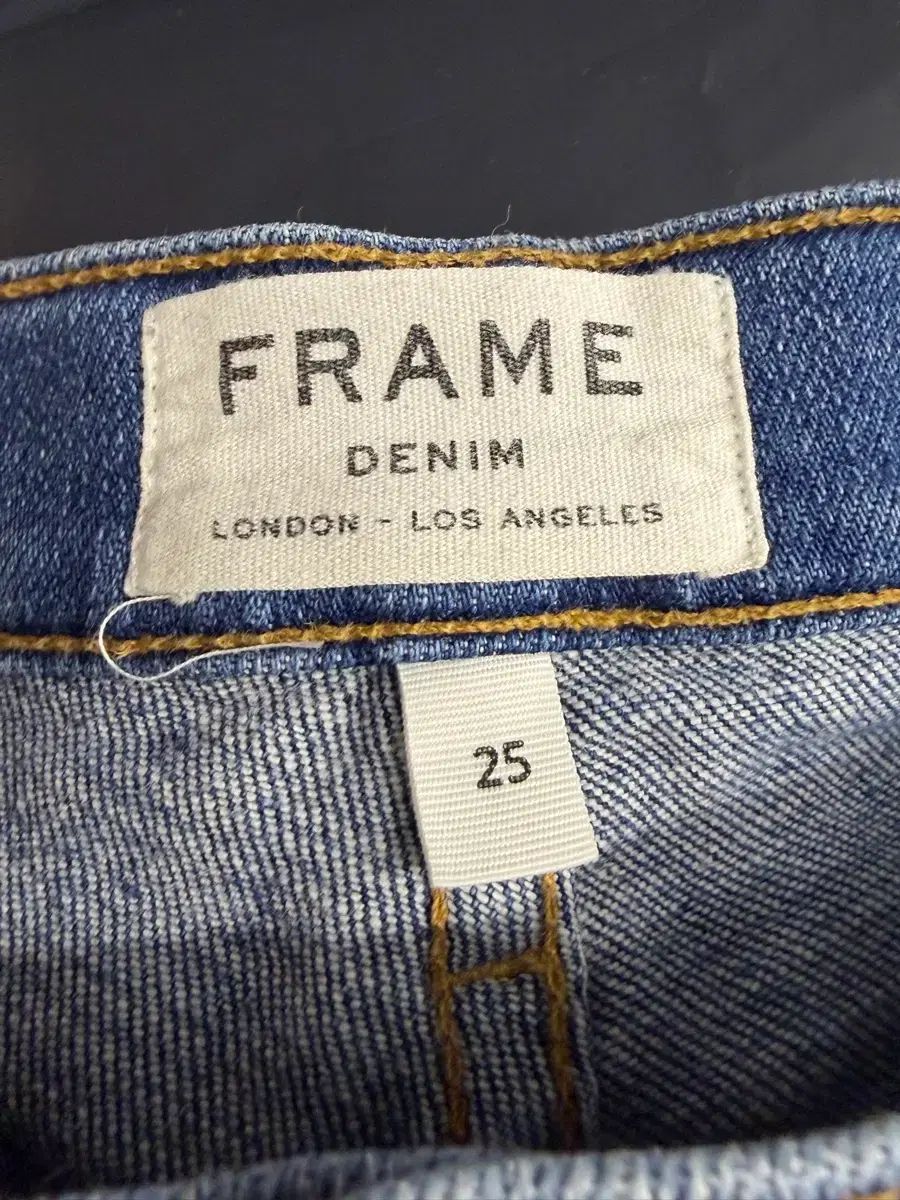 FRAME
DENIM
LONDON - LOS ANGELES
25